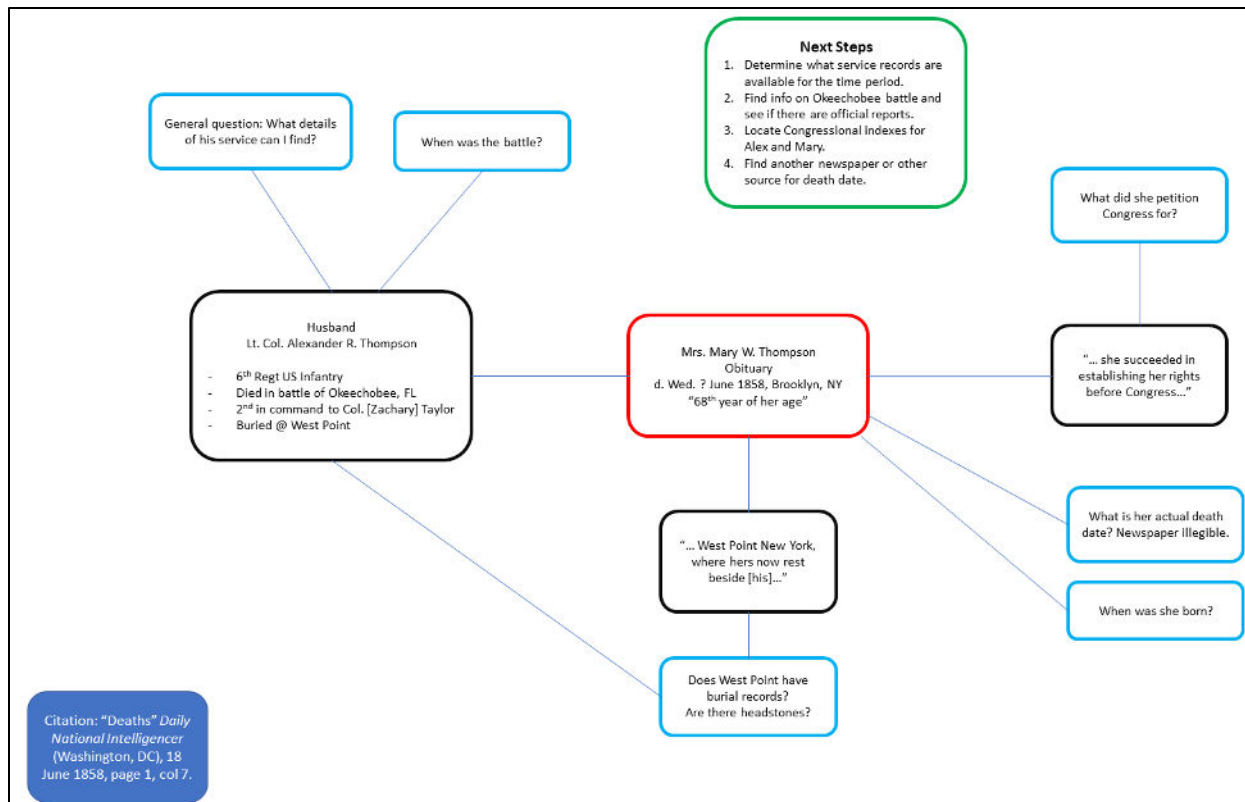 Next Steps
1. Determine what service records are
available for the time period.
2. Find info on Okeechobee battle and
see if there are official reports.
3. Locate Congressional Indexes for
Alex and Mary.
4. Find another newspaper or other
source for death date.
General question: What details
of his service can I find?
When was the battle?
What did she petition
Congress for?
Husband
Lt. Col. Alexander R. Thompson
- 6th Regt US Infantry
- Died in battle of Okeechobee, FL
- 2nd in command to Col. [Zachary] Taylor
- Buried @ West Point
Mrs. Mary W. Thompson
Obituary
d. Wed. ? June 1858, Brooklyn, NY
"68th year of her age"
"... she succeeded in
establishing her rights
before Congress..."
"... West Point New York,
where hers now rest
beside [his]..."
What is her actual death
date? Newspaper illegible.
When was she born?
Does West Point have
burial records?
Are there headstones?
Citation: "Deaths" Daily
National Intelligencer
(Washington, DC), 18
June 1858, page 1, col 7.